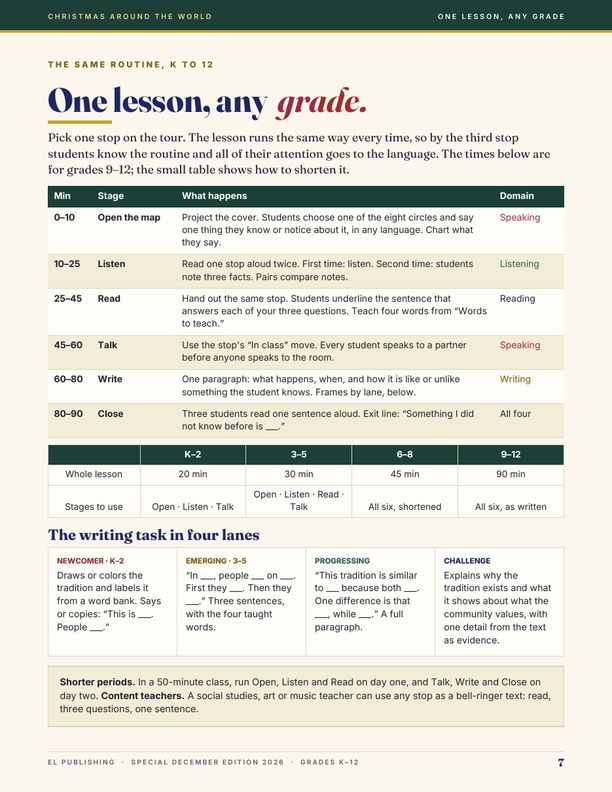 CHRISTMAS AROUND THE WORLD
ONE LESSON, ANY GRADE
THE SAME ROUTINE, K TO 12
One lesson, any grade.
Pick one stop on the tour. The lesson runs the same way every time, so by the third stop
students know the routine and all of their attention goes to the language. The times below are
for grades 9–12; the small table shows how to shorten it.
Min Stage What happens Domain
0–10 Open the map Project the cover. Students choose one of the eight circles and say Speaking
one thing they know or notice about it, in any language. Chart what
they say.
10–25 Listen Read one stop aloud twice. First time: listen. Second time: students Listening
note three facts. Pairs compare notes.
25–45 Read Hand out the same stop. Students underline the sentence that Reading
answers each of your three questions. Teach four words from “Words
to teach.”
45–60 Talk Use the stop's “In class” move. Every student speaks to a partner Speaking
before anyone speaks to the room.
60–80 Write One paragraph: what happens, when, and how it is like or unlike Writing
something the student knows. Frames by lane, below.
80–90 Close Three students read one sentence aloud. Exit line: “Something I did All four
not know before is ___.”
K–2 3–5 6–8 9–12
Whole lesson 20 min 30 min 45 min 90 min
Stages to use Open · Listen · Talk Open · Listen · Read · Talk All six, shortened All six, as written
The writing task in four lanes
NEWCOMER · K–2
Draws or colors the
tradition and labels it
from a word bank. Says
or copies: “This is ___.
People ___.”
EMERGING · 3–5
“In ___, people ___ on ___.
First they ___. Then they
___.” Three sentences,
with the four taught
words.
PROGRESSING
“This tradition is similar
to ___ because both ___.
One difference is that
___, while ___.” A full
paragraph.
CHALLENGE
Explains why the
tradition exists and what
it shows about what the
community values, with
one detail from the text
as evidence.
Shorter periods. In a 50-minute class, run Open, Listen and Read on day one, and Talk, Write and Close on
day two. Content teachers. A social studies, art or music teacher can use any stop as a bell-ringer text: read,
three questions, one sentence.
EL PUBLISHING · SPECIAL DECEMBER EDITION 2026 · GRADES K–12
7